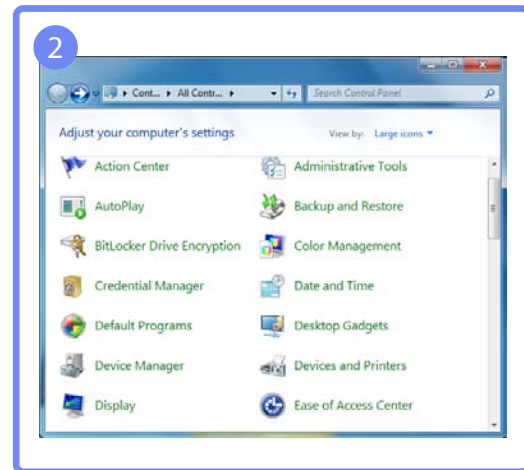 2
Cont... All Contr...
Search Control Panel
Adjust your computer's settings View by: Large icons
Action Center Administrative Tools
AutoPlay Backup and Restore
BitLocker Drive Encryption Color Management
Credential Manager Date and Time
Default Programs Desktop Gadgets
Device Manager Devices and Printers
Display Ease of Access Center